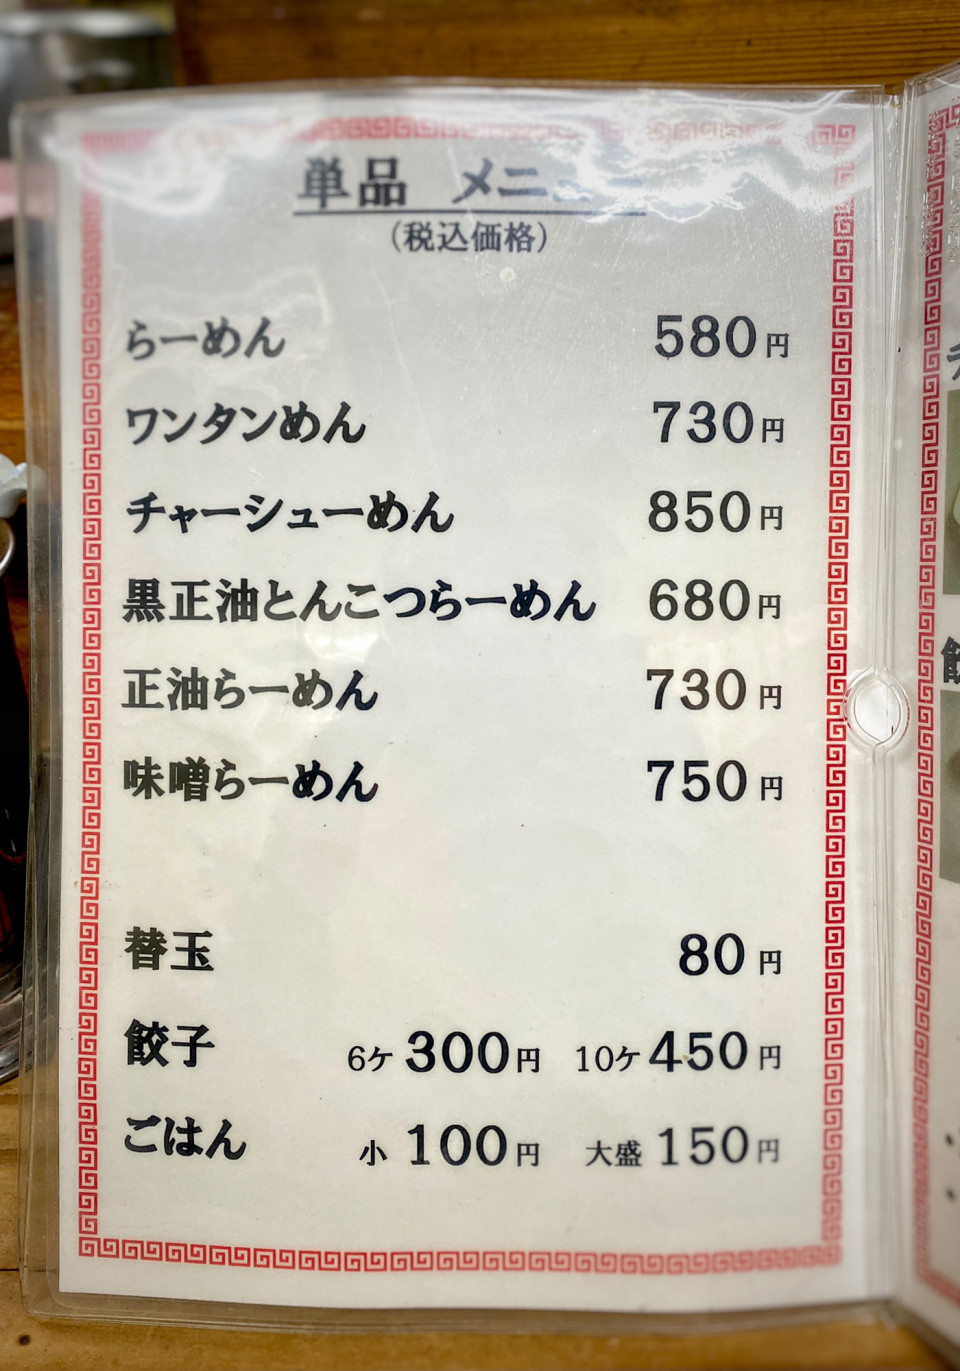 単品 メニュー
(税込価格)
らーめん 580円
ワンタンめん 730円
チャーシューめん 850円
黒正油とんこつらーめん 680円
正油らーめん 730円
味噌らーめん 750円
替玉 80円
餃子 6ケ 300円 10ケ 450円
ごはん 小 100円 大盛 150円